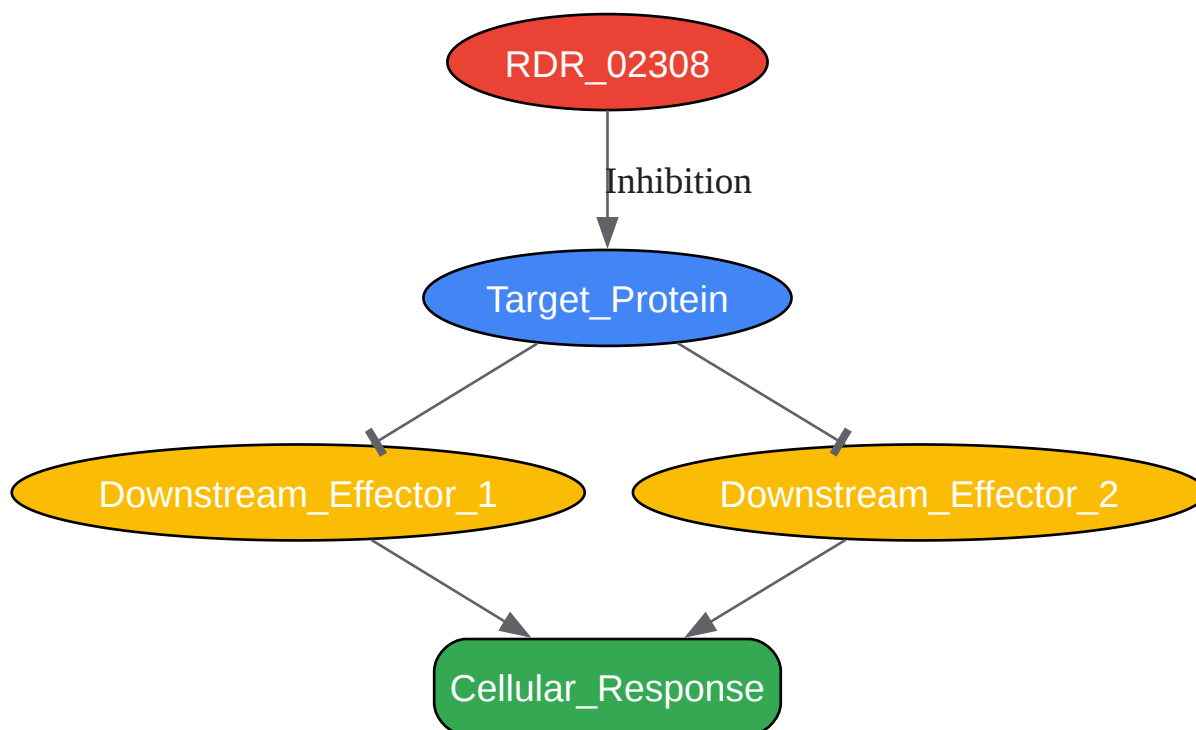 RDR_02308
Inhibition
Target_Protein
Downstream_Effector_1
Downstream_Effector_2
Cellular_Response